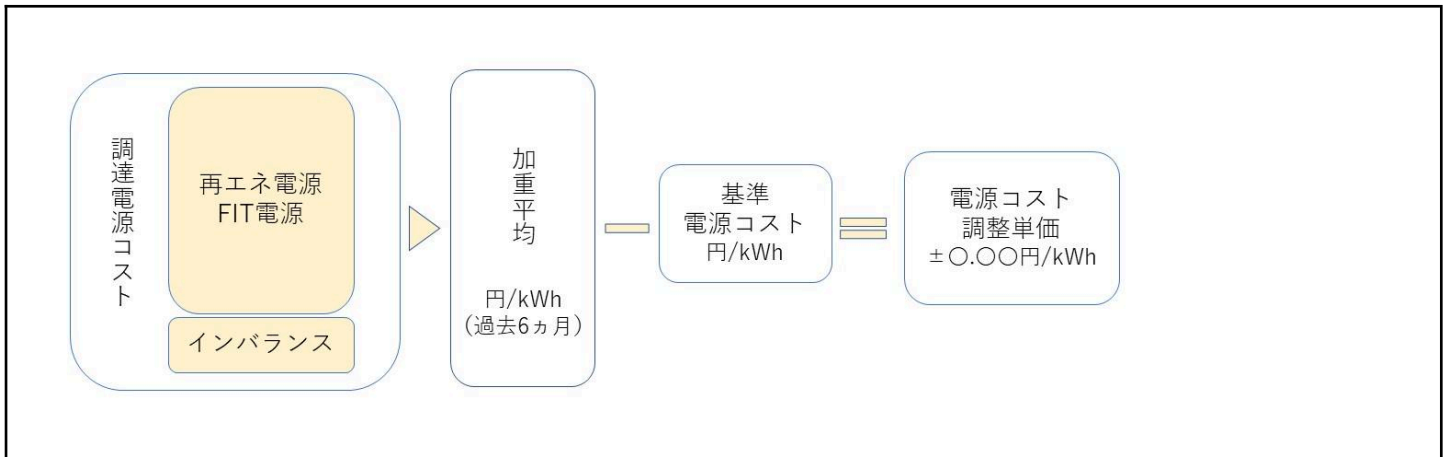 調達電源コスト
再エネ電源
FIT電源
インバランス
加重平均
円/kWh
(過去6ヵ月)
基準
電源コスト
円/kWh
電源コスト
調整単価
±〇.〇〇円/kWh